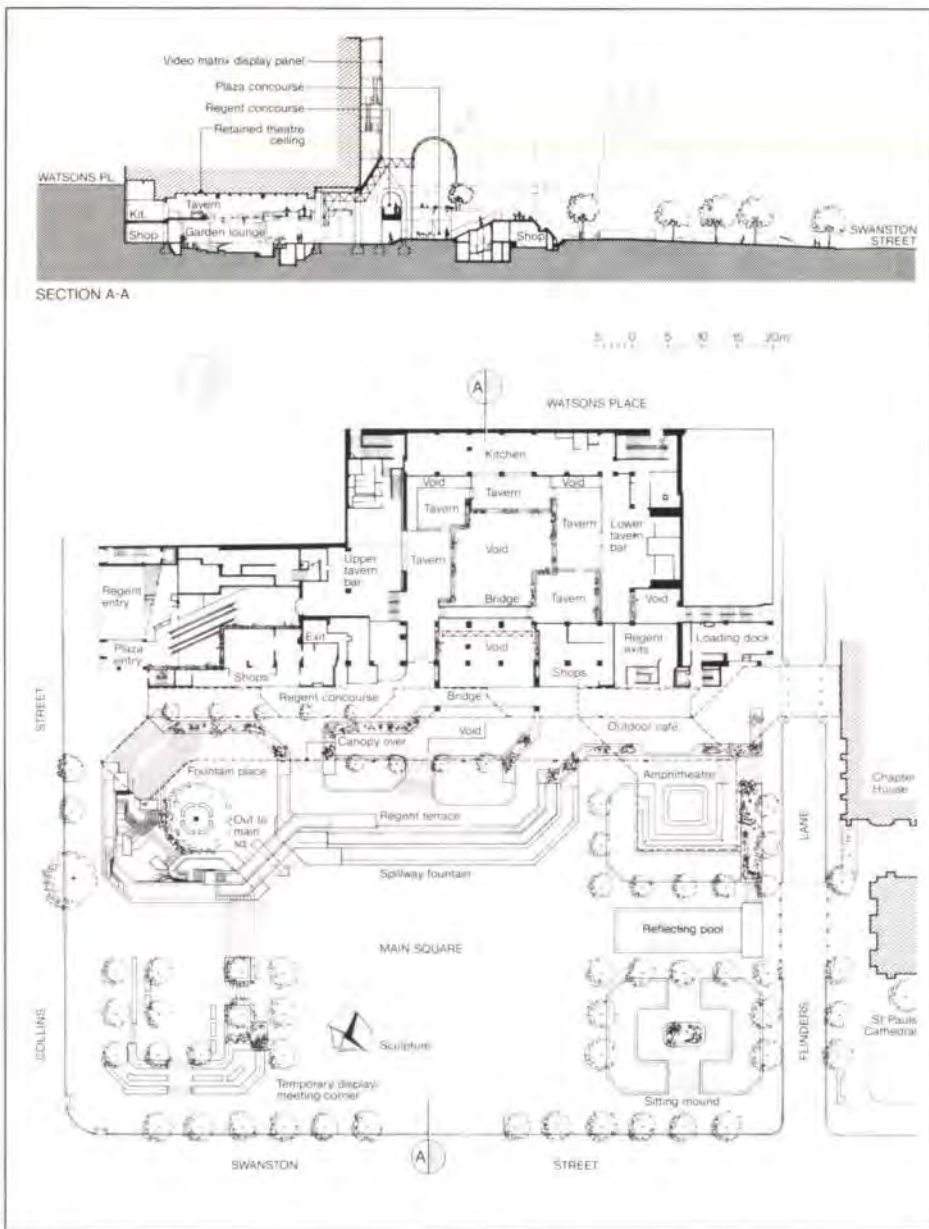 Video matrix display panel
Plaza concourse
Regent concourse
Retained theatre
ceiling
WATSONS PL.
Tavern
Kit.
Shop
Garden lounge
Shop
SWANSTON
STREET
SECTION A-A
5 0 5 10 15 20m
A
WATSONS PLACE
Kitchen
Void
Tavern
Void
Tavern
Tavern
Lower
tavern
bar
Upper
tavern
bar
Tavern
Void
Regent
entry
Bridge
Tavern
Void
Plaza
entry
Exit
Void
Shops
Regent
exits
Loading dock
Shops
Regent concourse
Bridge
Outdoor café
Canopy over
Void
STREET
Fountain place
Amphitheatre
Chapter
House
Out to
main
sq.
Regent terrace
Spillway fountain
LANE
Reflecting pool
MAIN SQUARE
COLLINS
Sculpture
FLINDERS
St Pauls
Cathedral
Temporary display/
meeting corner
Sitting mound
SWANSTON
A
STREET